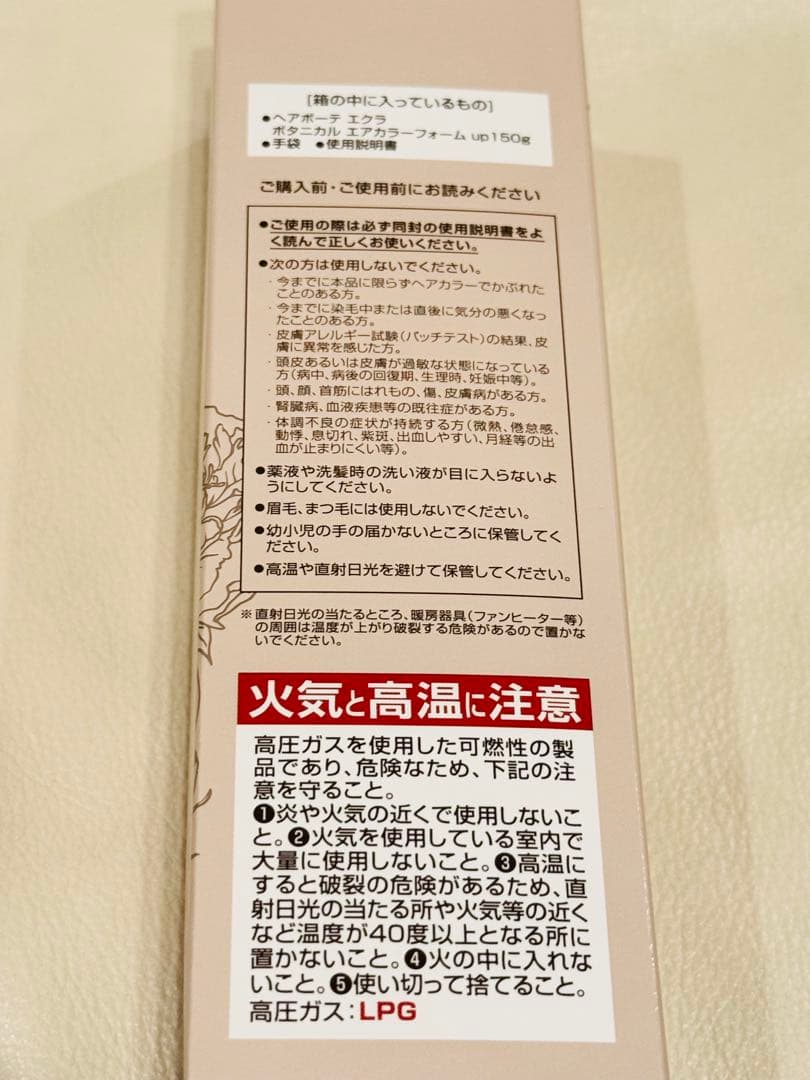 [箱の中に入っているもの]
●ヘアボーテ エクラ
ボタニカル エアカラーフォーム up150g
●手袋 ●使用説明書
ご購入前・ご使用前にお読みください
●ご使用の際は必ず同封の使用説明書をよ
く読んで正しくお使いください。
●次の方は使用しないでください。
・今までに本品に限らずヘアカラーでかぶれた
ことのある方。
・今までに染毛中または直後に気分の悪くなっ
たことのある方。
・皮膚アレルギー試験(パッチテスト)の結果、皮
膚に異常を感じた方。
・頭皮あるいは皮膚が過敏な状態になっている
方(病中、病後の回復期、生理時、妊娠中等)。
・頭、顔、首筋にはれもの、傷、皮膚病がある方。
・腎臓病、血液疾患等の既往症がある方。
・体調不良の症状が持続する方(微熱、倦怠感、
動悸、息切れ、紫斑、出血しやすい、月経等の出
血が止まりにくい等)。
●薬液や洗髪時の洗い液が目に入らないよ
うにしてください。
●眉毛、まつ毛には使用しないでください。
●幼小児の手の届かないところに保管してく
ださい。
●高温や直射日光を避けて保管してください。
※直射日光の当たるところ、暖房器具(ファンヒーター等)
の周囲は温度が上がり破裂する危険があるので置かな
いでください。
火気と高温に注意
高圧ガスを使用した可燃性の製
品であり、危険なため、下記の注
意を守ること。
❶炎や火気の近くで使用しないこ
と。❷火気を使用している室内で
大量に使用しないこと。❸高温に
すると破裂の危険があるため、直
射日光の当たる所や火気等の近く
など温度が40度以上となる所に
置かないこと。❹火の中に入れな
いこと。❺使い切って捨てること。
高圧ガス:LPG